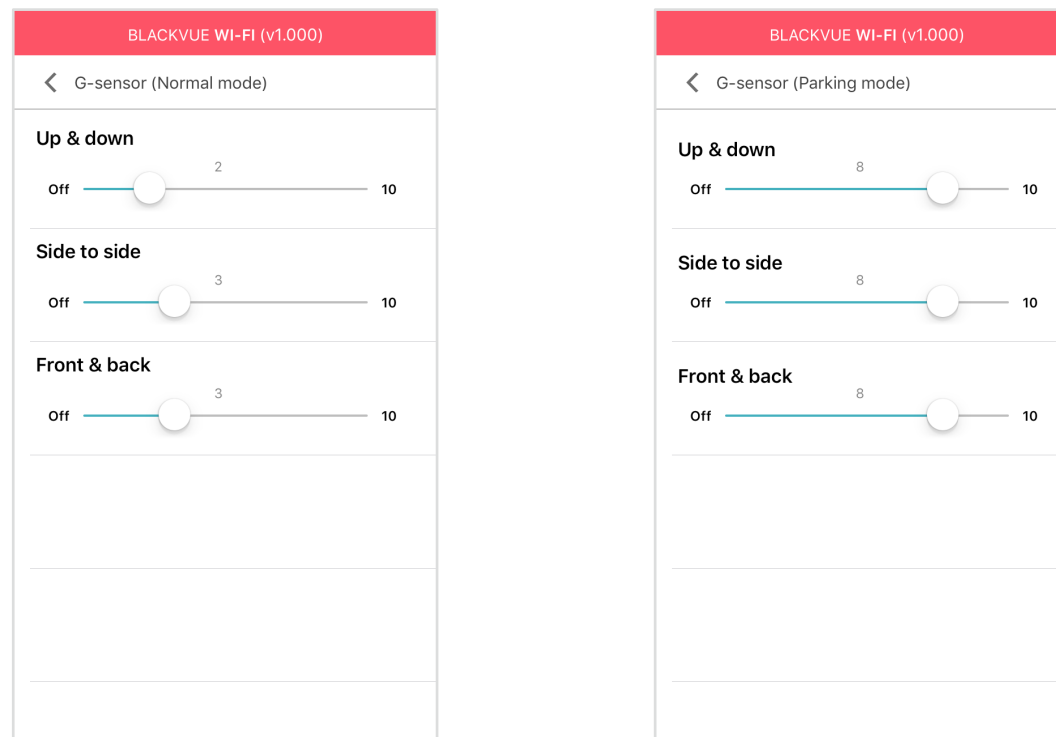 BLACKVUE WI-FI (v1.000)
G-sensor (Normal mode)
Up & down
2
Off 10
Side to side
3
Off 10
Front & back
3
Off 10
BLACKVUE WI-FI (v1.000)
G-sensor (Parking mode)
Up & down
8
Off 10
Side to side
8
Off 10
Front & back
8
Off 10